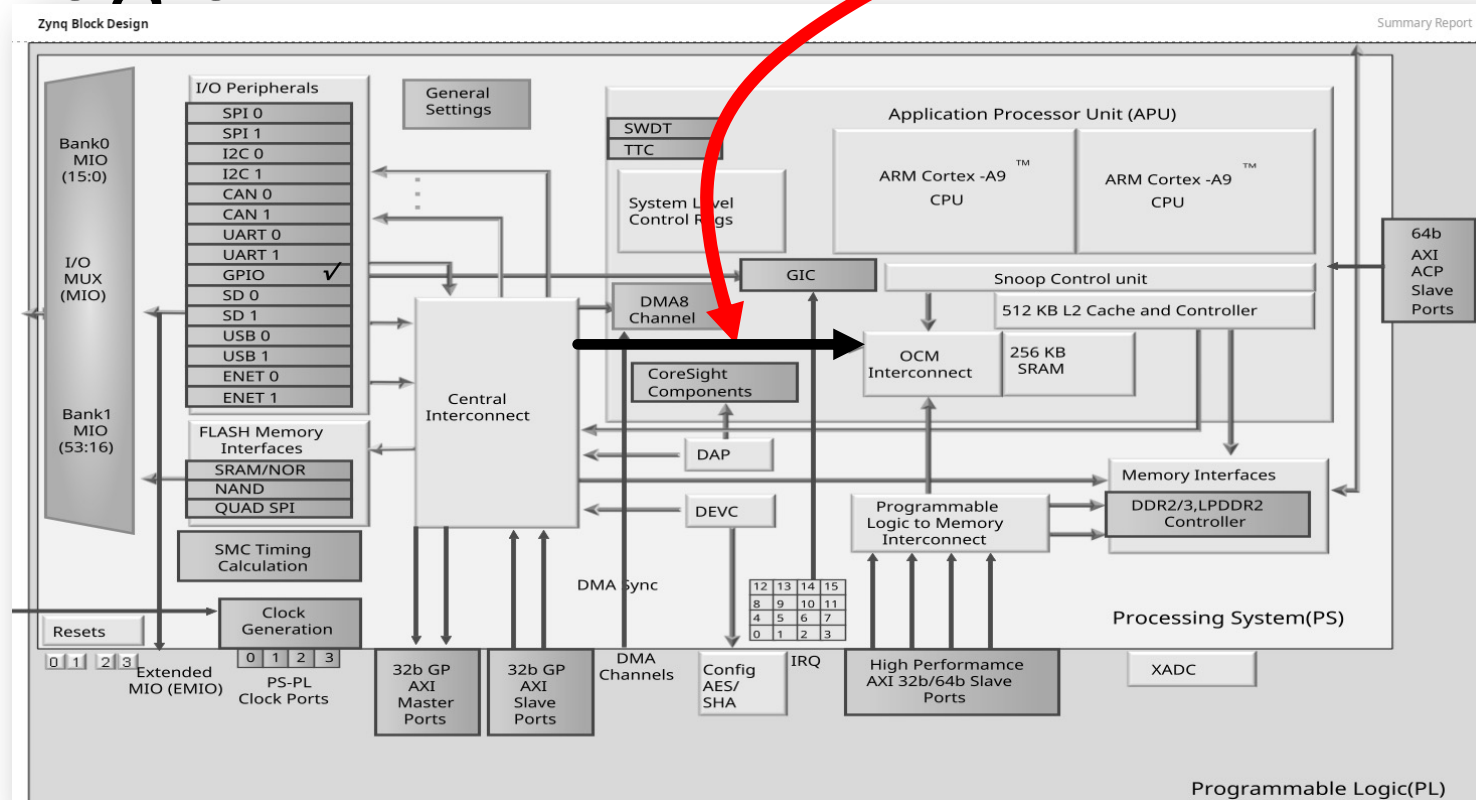 Zynq Block Design
Summary Report
I/O Peripherals
SPI 0
SPI 1
I2C 0
I2C 1
CAN 0
CAN 1
UART 0
UART 1
GPIO ✓
SD 0
SD 1
USB 0
USB 1
ENET 0
ENET 1
Bank0
MIO
(15:0)
I/O
MUX
(MIO)
Bank1
MIO
(53:16)
FLASH Memory
Interfaces
SRAM/NOR
NAND
QUAD SPI
SMC Timing
Calculation
General
Settings
Application Processor Unit (APU)
SWDT
TTC
System Level
Control Regs
ARM Cortex -A9 ™
CPU
ARM Cortex -A9 ™
CPU
GIC
Snoop Control unit
DMA8
Channel
512 KB L2 Cache and Controller
OCM
Interconnect
256 KB
SRAM
CoreSight
Components
Central
Interconnect
64b
AXI
ACP
Slave
Ports
DAP
DEVC
Memory Interfaces
DDR2/3,LPDDR2
Controller
Programmable
Logic to Memory
Interconnect
DMA Sync
12 13 14 15
8 9 10 11
4 5 6 7
0 1 2 3
Processing System(PS)
Resets
0 1 2 3
Clock
Generation
0 1 2 3
Extended
MIO (EMIO)
PS-PL
Clock Ports
32b GP
AXI
Master
Ports
32b GP
AXI
Slave
Ports
DMA
Channels
Config
AES/
SHA
IRQ
High Performamce
AXI 32b/64b Slave
Ports
XADC
Programmable Logic(PL)